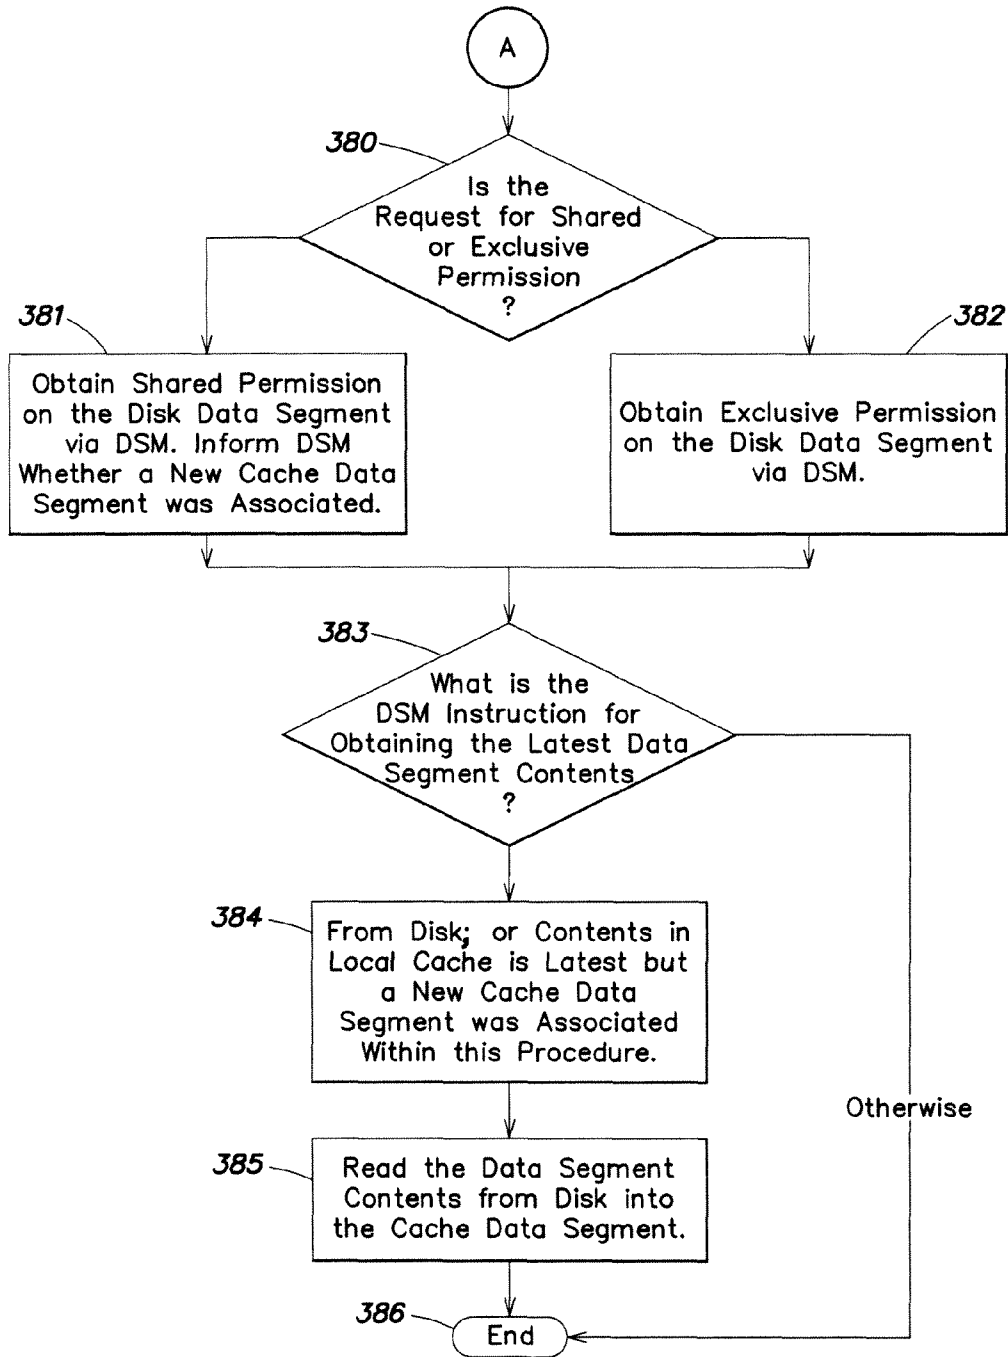 A
380
Is the
Request for Shared
or Exclusive
Permission
?
381
Obtain Shared Permission
on the Disk Data Segment
via DSM. Inform DSM
Whether a New Cache Data
Segment was Associated.
382
Obtain Exclusive Permission
on the Disk Data Segment
via DSM.
383
What is the
DSM Instruction for
Obtaining the Latest Data
Segment Contents
?
384
From Disk; or Contents in
Local Cache is Latest but
a New Cache Data
Segment was Associated
Within this Procedure.
Otherwise
385
Read the Data Segment
Contents from Disk into
the Cache Data Segment.
386
End